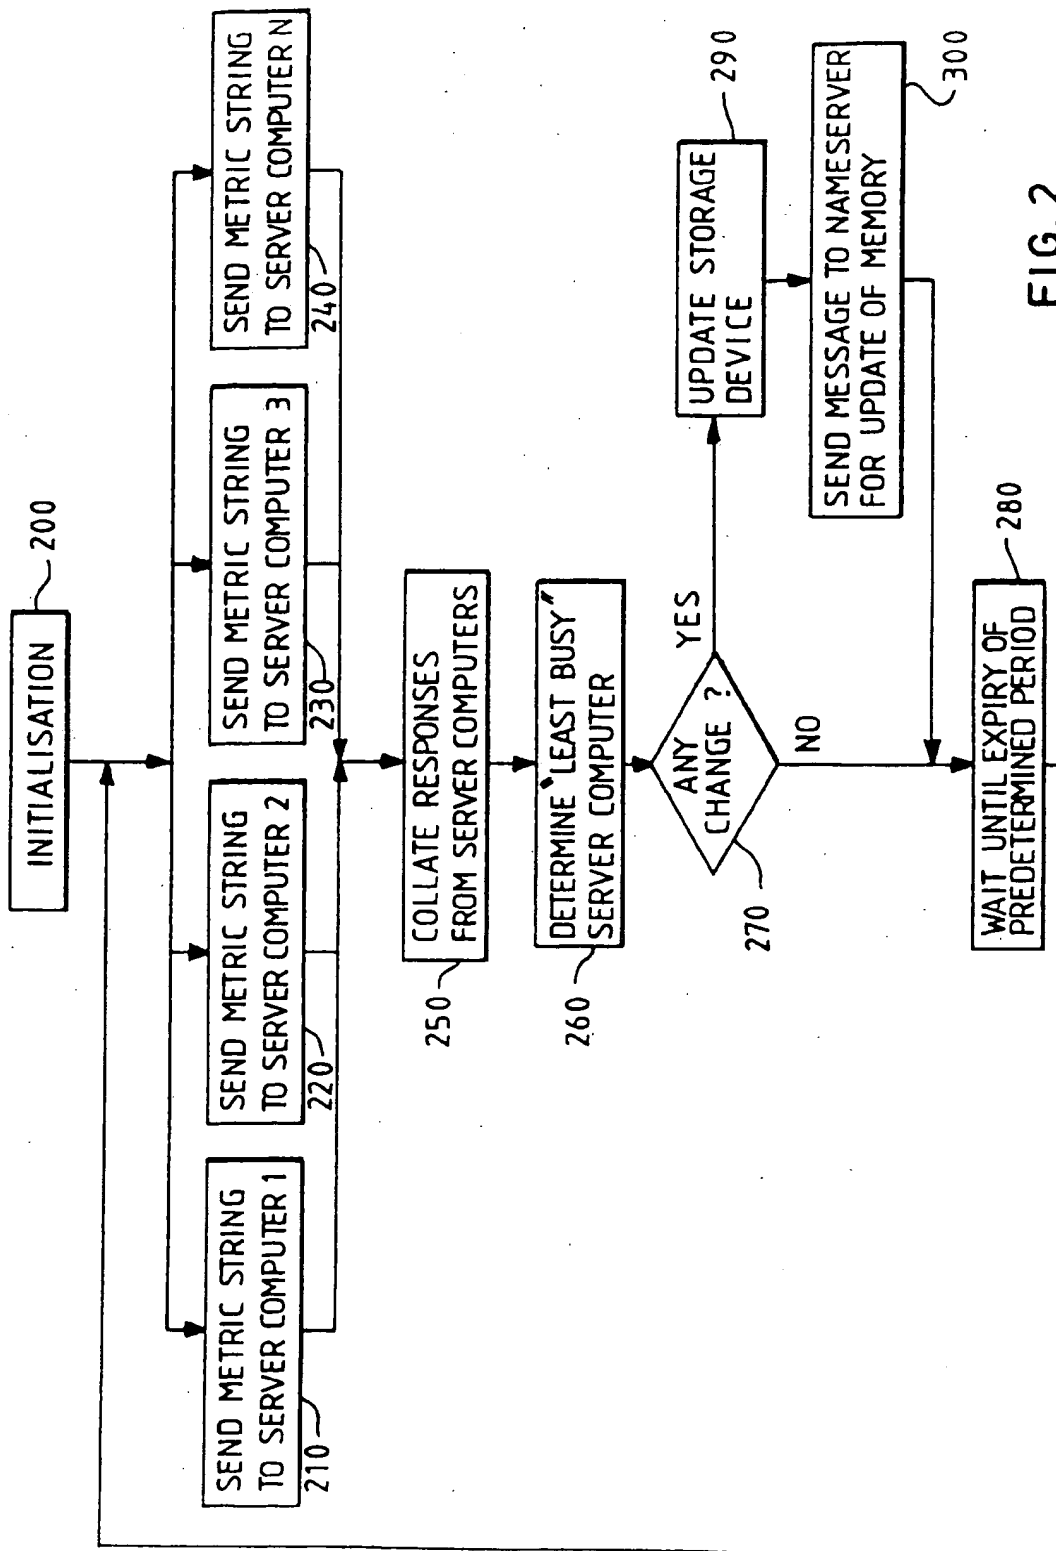 INITIALISATION
200
SEND METRIC STRING
TO SERVER COMPUTER 1
210
SEND METRIC STRING
TO SERVER COMPUTER 2
220
SEND METRIC STRING
TO SERVER COMPUTER 3
230
SEND METRIC STRING
TO SERVER COMPUTER N
240
COLLATE RESPONSES
FROM SERVER COMPUTERS
250
DETERMINE "LEAST BUSY"
SERVER COMPUTER
260
ANY
CHANGE ?
270
YES
NO
UPDATE STORAGE
DEVICE
290
SEND MESSAGE TO NAMESERVER
FOR UPDATE OF MEMORY
300
WAIT UNTIL EXPIRY OF
PREDETERMINED PERIOD
280
FIG. 2